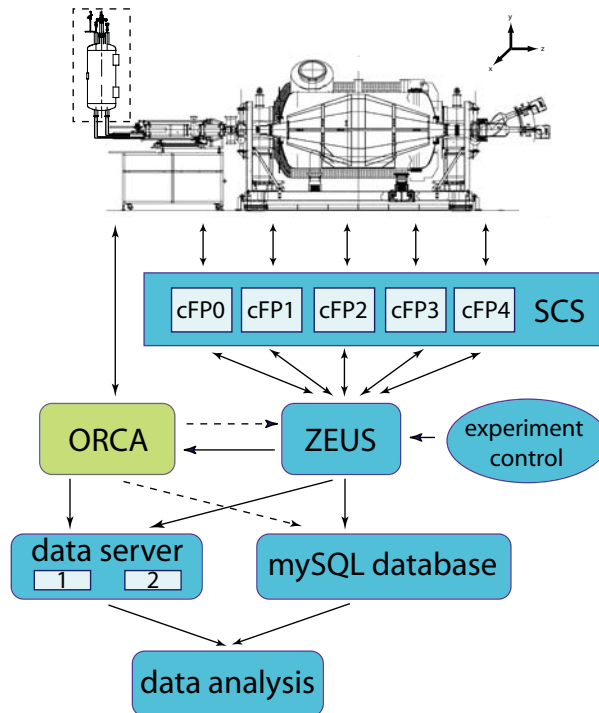 y
z
x
cFP0 cFP1 cFP2 cFP3 cFP4 SCS
ORCA
ZEUS
experiment
control
data server
1 2
mySQL database
data analysis